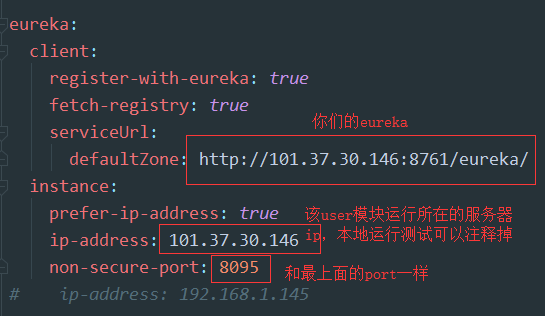 eureka:
client:
register-with-eureka: true
fetch-registry: true
serviceUrl:
你们的eureka
defaultZone: http://101.37.30.146:8761/eureka/
instance:
prefer-ip-address: true 该user模块运行所在的服务器
ip-address: 101.37.30.146 ip，本地运行测试可以注释掉
non-secure-port: 8095 和最上面的port一样
# ip-address: 192.168.1.145